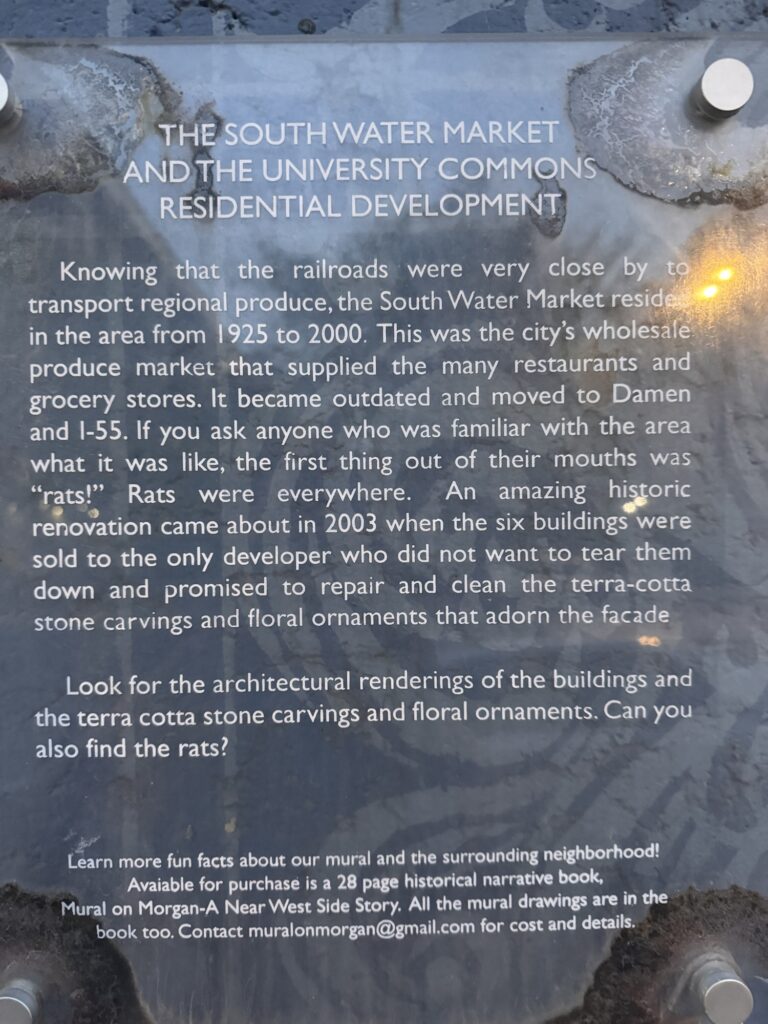 THE SOUTH WATER MARKET
AND THE UNIVERSITY COMMONS
RESIDENTIAL DEVELOPMENT
Knowing that the railroads were very close by to
transport regional produce, the South Water Market resides
in the area from 1925 to 2000. This was the city's wholesale
produce market that supplied the many restaurants and
grocery stores. It became outdated and moved to Damen
and I-55. If you ask anyone who was familiar with the area
what it was like, the first thing out of their mouths was
"rats!" Rats were everywhere. An amazing historic
renovation came about in 2003 when the six buildings were
sold to the only developer who did not want to tear them
down and promised to repair and clean the terra-cotta
stone carvings and floral ornaments that adorn the facade
Look for the architectural renderings of the buildings and
the terra cotta stone carvings and floral ornaments. Can you
also find the rats?
Learn more fun facts about our mural and the surrounding neighborhood!
Avaiable for purchase is a 28 page historical narrative book,
Mural on Morgan-A Near West Side Story. All the mural drawings are in the
book too. Contact muralonmorgan@gmail.com for cost and details.